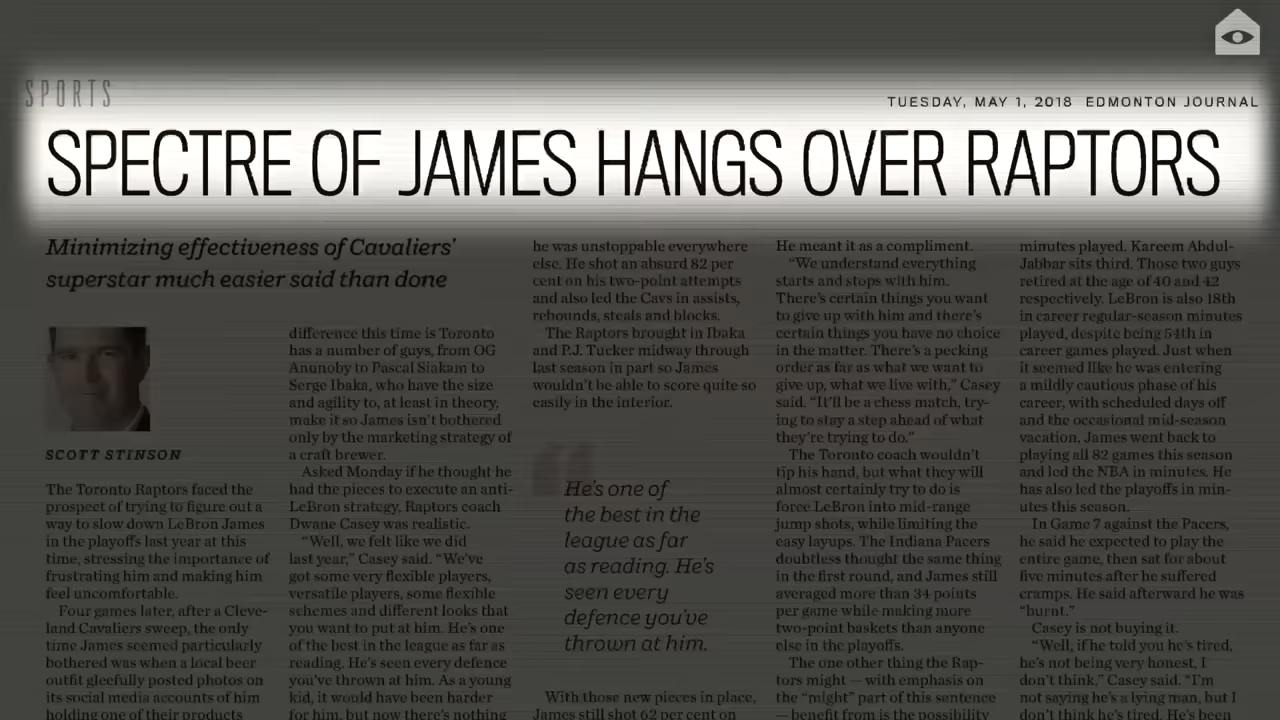 SPORTS
TUESDAY, MAY 1, 2018 EDMONTON JOURNAL
SPECTRE OF JAMES HANGS OVER RAPTORS
Minimizing effectiveness of Cavaliers'
superstar much easier said than done
SCOTT STINSON
The Toronto Raptors faced the
prospect of trying to figure out a
way to slow down LeBron James
in the playoffs last year at this
time, stressing the importance of
frustrating him and making him
feel uncomfortable.
Four games later, after a Cleve-
land Cavaliers sweep, the only
time James seemed particularly
bothered was when a local beer
outfit gleefully posted photos on
its social media accounts of him
holding one of their products
difference this time is Toronto
has a number of guys, from OG
Anunoby to Pascal Siakam to
Serge Ibaka, who have the size
and agility to, at least in theory,
make it so James isn't bothered
only by the marketing strategy of
a craft brewer.
Asked Monday if he thought he
had the pieces to execute an anti-
LeBron strategy, Raptors coach
Dwane Casey was realistic.
"Well, we felt like we did
last year," Casey said. "We've
got some very flexible players,
versatile players, some flexible
schemes and different looks that
you want to put at him. He's one
of the best in the league as far as
reading. He's seen every defence
you've thrown at him. As a young
kid, it would have been harder
for him, but now there's nothing
he was unstoppable everywhere
else. He shot an absurd 82 per
cent on his two-point attempts
and also led the Cavs in assists,
rebounds, steals and blocks.
The Raptors brought in Ibaka
and P.J. Tucker midway through
last season in part so James
wouldn't be able to score quite so
easily in the interior.
“
He's one of
the best in the
league as far
as reading. He's
seen every
defence you've
thrown at him.
With those new pieces in place,
James still shot 62 per cent on
He meant it as a compliment.
"We understand everything
starts and stops with him.
There's certain things you want
to give up with him and there's
certain things you have no choice
in the matter. There's a pecking
order as far as what we want to
give up, what we live with," Casey
said. "It'll be a chess match, try-
ing to stay a step ahead of what
they're trying to do."
The Toronto coach wouldn't
tip his hand, but what they will
almost certainly try to do is
force LeBron into mid-range
jump shots, while limiting the
easy layups. The Indiana Pacers
doubtless thought the same thing
in the first round, and James still
averaged more than 34 points
per game while making more
two-point baskets than anyone
else in the playoffs.
The one other thing the Rap-
tors might — with emphasis on
the "might" part of this sentence
— benefit from is the possibility
minutes played. Kareem Abdul-
Jabbar sits third. Those two guys
retired at the age of 40 and 42
respectively. LeBron is also 18th
in career regular-season minutes
played, despite being 54th in
career games played. Just when
it seemed like he was entering
a mildly cautious phase of his
career, with scheduled days off
and the occasional mid-season
vacation, James went back to
playing all 82 games this season
and led the NBA in minutes. He
has also led the playoffs in min-
utes this season.
In Game 7 against the Pacers,
he said he expected to play the
entire game, then sat for about
five minutes after he suffered
cramps. He said afterward he was
"burnt."
Casey is not buying it.
"Well, if he told you he's tired,
he's not being very honest, I
don't think," Casey said. "I'm
not saying he's a lying man, but I
don't think he's tired. He's been